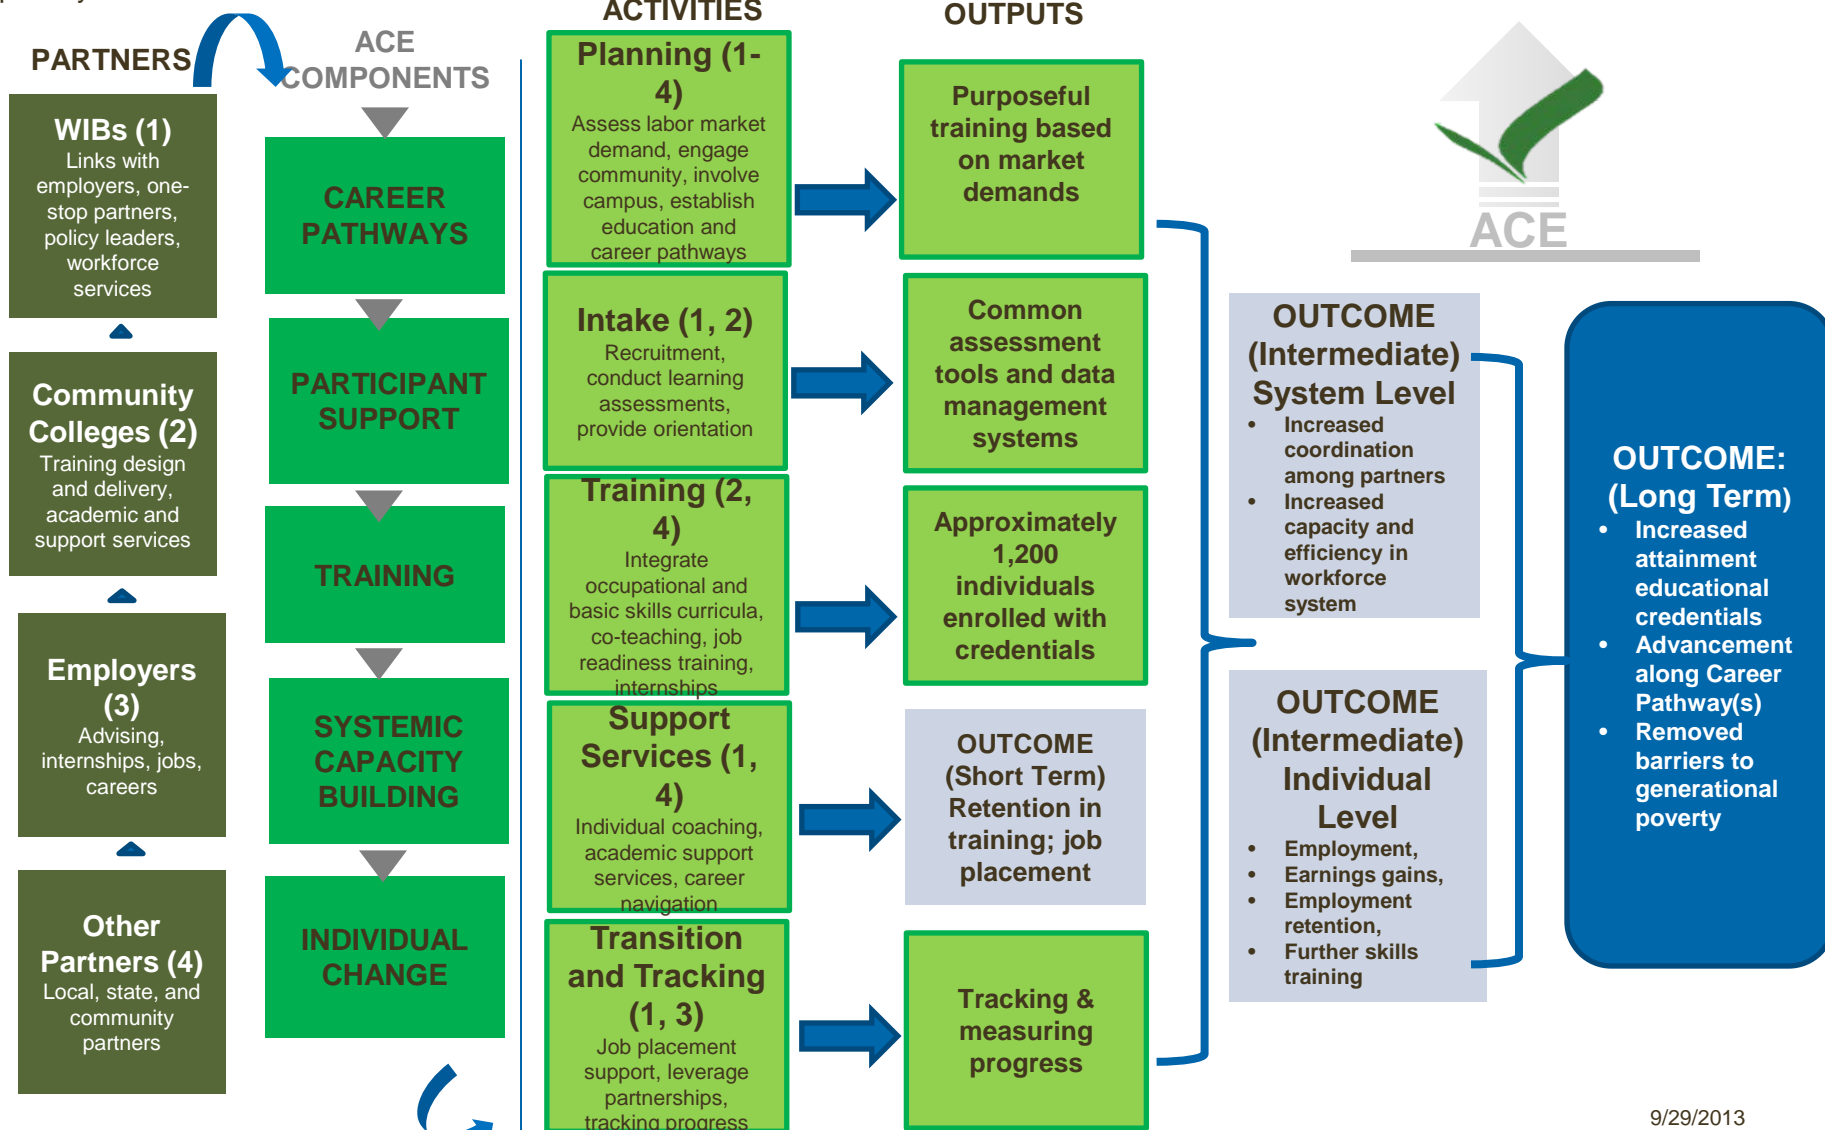 PARTNERS
WIBs (1)
Links with
employers, one-
stop partners,
policy leaders,
workforce
services
Community
Colleges (2)
Training design
and delivery,
academic and
support services
Employers
(3)
Advising,
internships, jobs,
careers
Other
Partners (4)
Local, state, and
community
partners
ACE
COMPONENTS
CAREER
PATHWAYS
PARTICIPANT
SUPPORT
TRAINING
SYSTEMIC
CAPACITY
BUILDING
INDIVIDUAL
CHANGE
ACTIVITIES
Planning (1-
4)
Assess labor market
demand, engage
community, involve
campus, establish
education and
career pathways
Intake (1, 2)
Recruitment,
conduct learning
assessments,
provide orientation
Training (2,
4)
Integrate
occupational and
basic skills curricula,
co-teaching, job
readiness training,
internships
Support
Services (1,
4)
Individual coaching,
academic support
services, career
navigation
Transition
and Tracking
(1, 3)
Job placement
support, leverage
partnerships,
tracking progress
OUTPUTS
Purposeful
training based
on market
demands
Common
assessment
tools and data
management
systems
Approximately
1,200
individuals
enrolled with
credentials
OUTCOME
(Short Term)
Retention in
training; job
placement
Tracking &
measuring
progress
ACE
OUTCOME
(Intermediate)
System Level
• Increased
coordination
among partners
• Increased
capacity and
efficiency in
workforce
system
OUTCOME
(Intermediate)
Individual
Level
• Employment,
• Earnings gains,
• Employment
retention,
• Further skills
training
OUTCOME:
(Long Term)
• Increased
attainment
educational
credentials
• Advancement
along Career
Pathway(s)
• Removed
barriers to
generational
poverty
9/29/2013